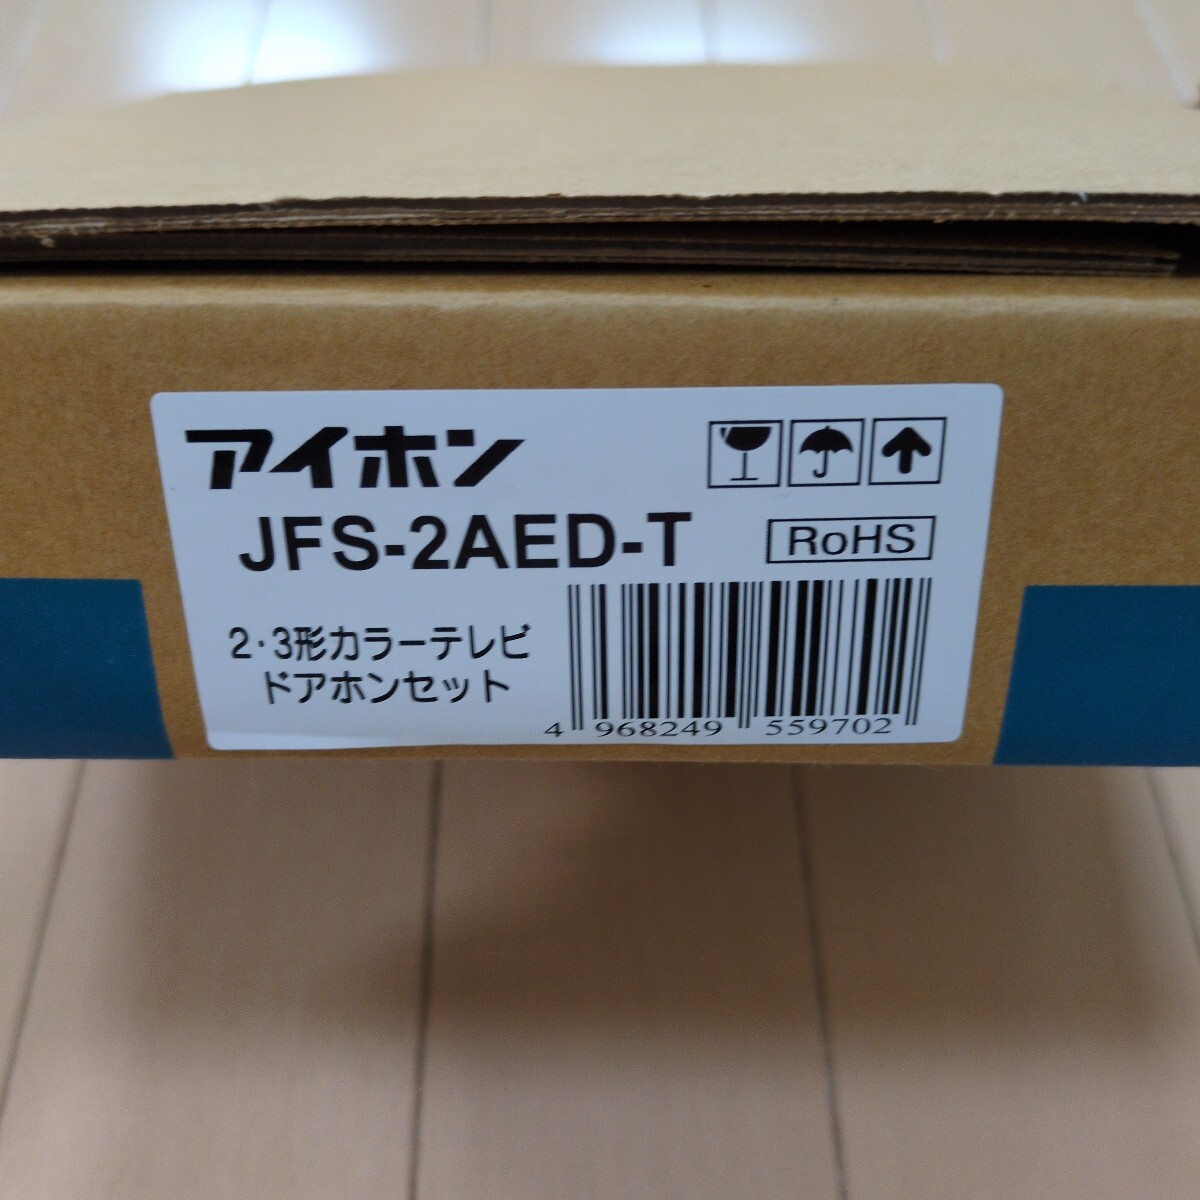 アイホン
JFS-2AED-T
RoHS
2・3形カラーテレビ
ドアホンセット
4 968249 559702